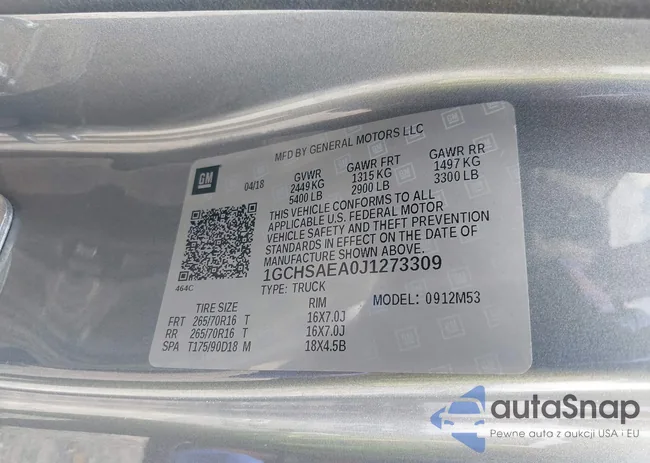 MFD BY GENERAL MOTORS LLC
GM
04/18
GVWR GAWR FRT GAWR RR
2449 KG 1315 KG 1497 KG
5400 LB 2900 LB 3300 LB
THIS VEHICLE CONFORMS TO ALL
APPLICABLE U.S. FEDERAL MOTOR
VEHICLE SAFETY AND THEFT PREVENTION
STANDARDS IN EFFECT ON THE DATE OF
MANUFACTURE SHOWN ABOVE.
1GCHSAEA0J1273309
464C
TYPE: TRUCK
MODEL: 0912M53
TIRE SIZE RIM
FRT 265/70R16 T 16X7.0J
RR 265/70R16 T 16X7.0J
SPA T175/90D18 M 18X4.5B
autaSnap
Pewne auta z aukcji USA i EU